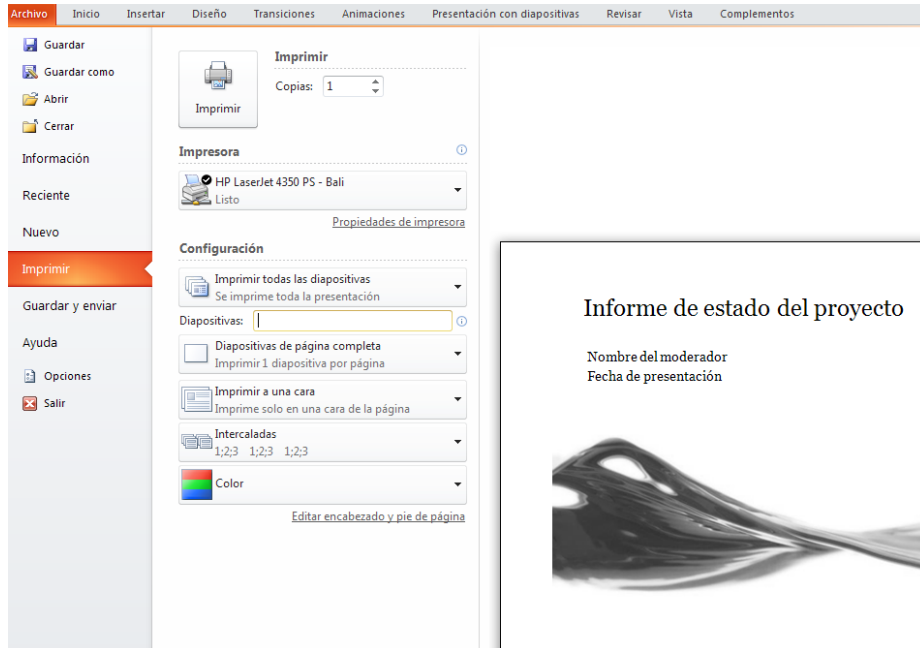 Archivo Inicio Insertar Diseño Transiciones Animaciones Presentación con diapositivas Revisar Vista Complementos
Guardar
Guardar como
Abrir
Cerrar
Información
Reciente
Nuevo
Imprimir
Guardar y enviar
Ayuda
Opciones
Salir
Imprimir
Imprimir
Copias: 1
Impresora
HP LaserJet 4350 PS - Bali
Listo
Propiedades de impresora
Configuración
Imprimir todas las diapositivas
Se imprime toda la presentación
Diapositivas:
Diapositivas de página completa
Imprimir 1 diapositiva por página
Imprimir a una cara
Imprime solo en una cara de la página
Intercaladas
1;2;3 1;2;3 1;2;3
Color
Editar encabezado y pie de página
Informe de estado del proyecto
Nombre del moderador
Fecha de presentación